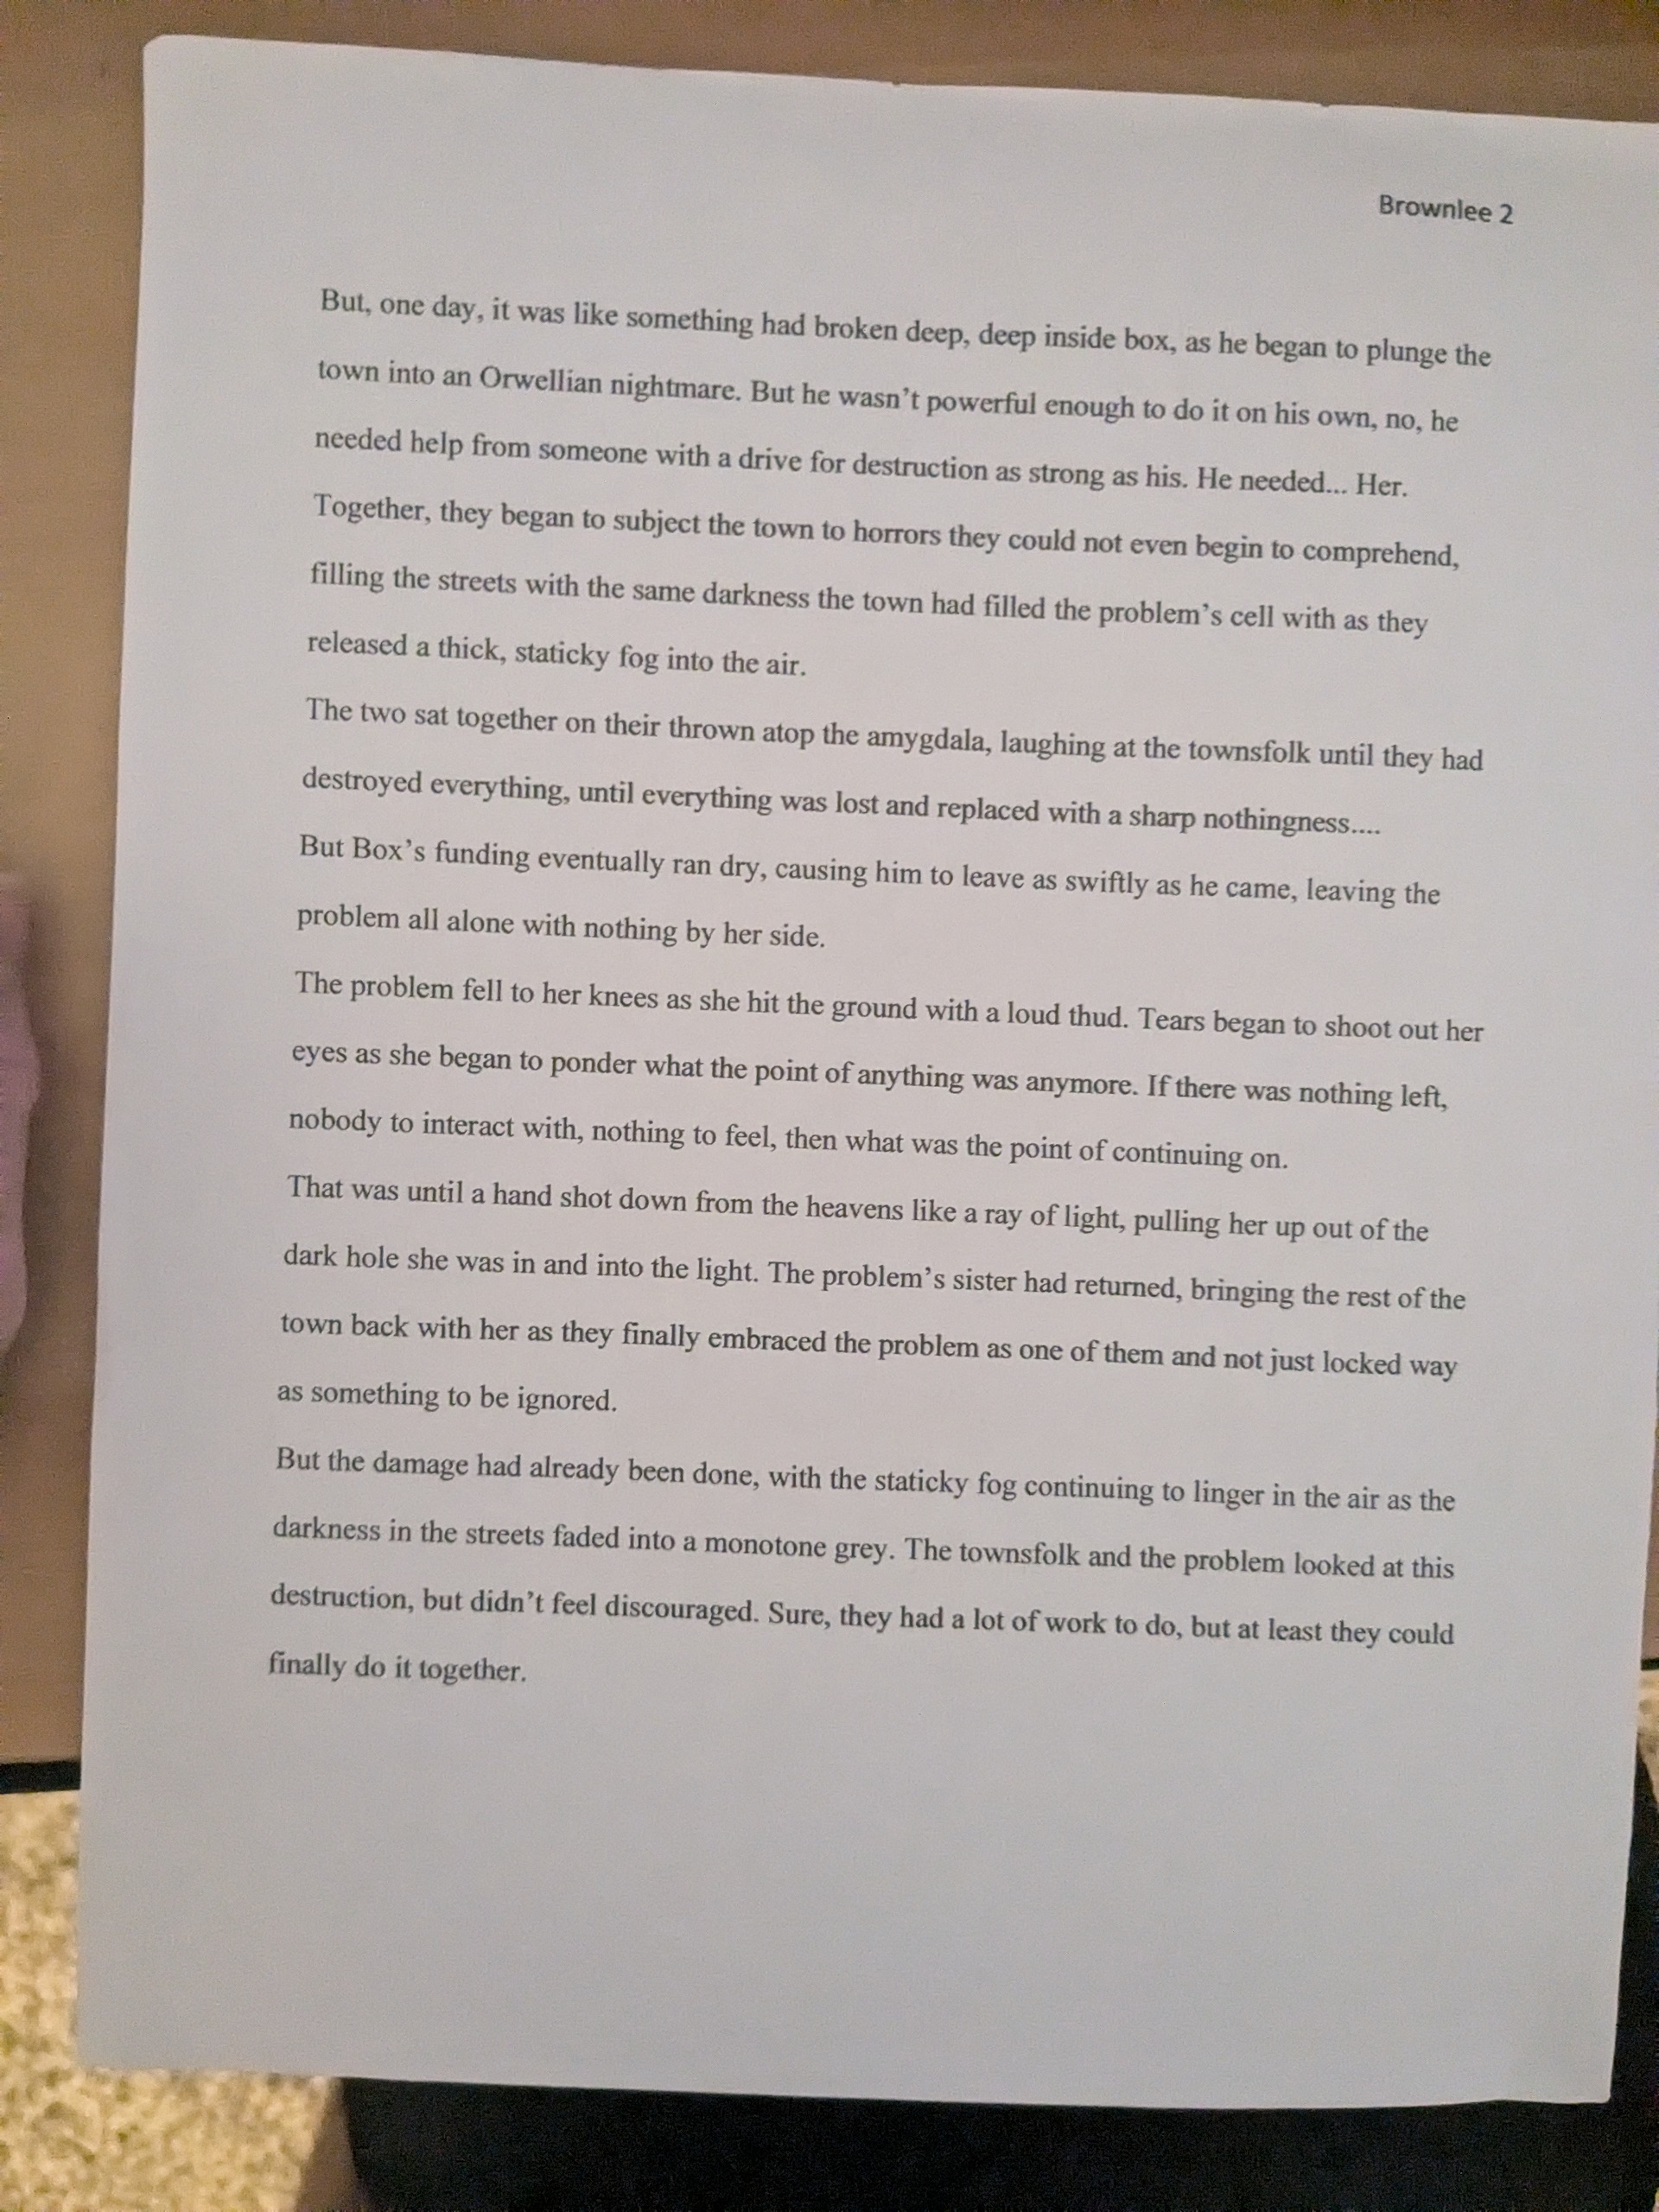 Brownlee 2
But, one day, it was like something had broken deep, deep inside box, as he began to plunge the
town into an Orwellian nightmare. But he wasn't powerful enough to do it on his own, no, he
needed help from someone with a drive for destruction as strong as his. He needed... Her.
Together, they began to subject the town to horrors they could not even begin to comprehend,
filling the streets with the same darkness the town had filled the problem's cell with as they
released a thick, staticky fog into the air.
The two sat together on their thrown atop the amygdala, laughing at the townsfolk until they had
destroyed everything, until everything was lost and replaced with a sharp nothingness....
But Box's funding eventually ran dry, causing him to leave as swiftly as he came, leaving the
problem all alone with nothing by her side.
The problem fell to her knees as she hit the ground with a loud thud. Tears began to shoot out her
eyes as she began to ponder what the point of anything was anymore. If there was nothing left,
nobody to interact with, nothing to feel, then what was the point of continuing on.
That was until a hand shot down from the heavens like a ray of light, pulling her up out of the
dark hole she was in and into the light. The problem's sister had returned, bringing the rest of the
town back with her as they finally embraced the problem as one of them and not just locked way
as something to be ignored.
But the damage had already been done, with the staticky fog continuing to linger in the air as the
darkness in the streets faded into a monotone grey. The townsfolk and the problem looked at this
destruction, but didn't feel discouraged. Sure, they had a lot of work to do, but at least they could
finally do it together.